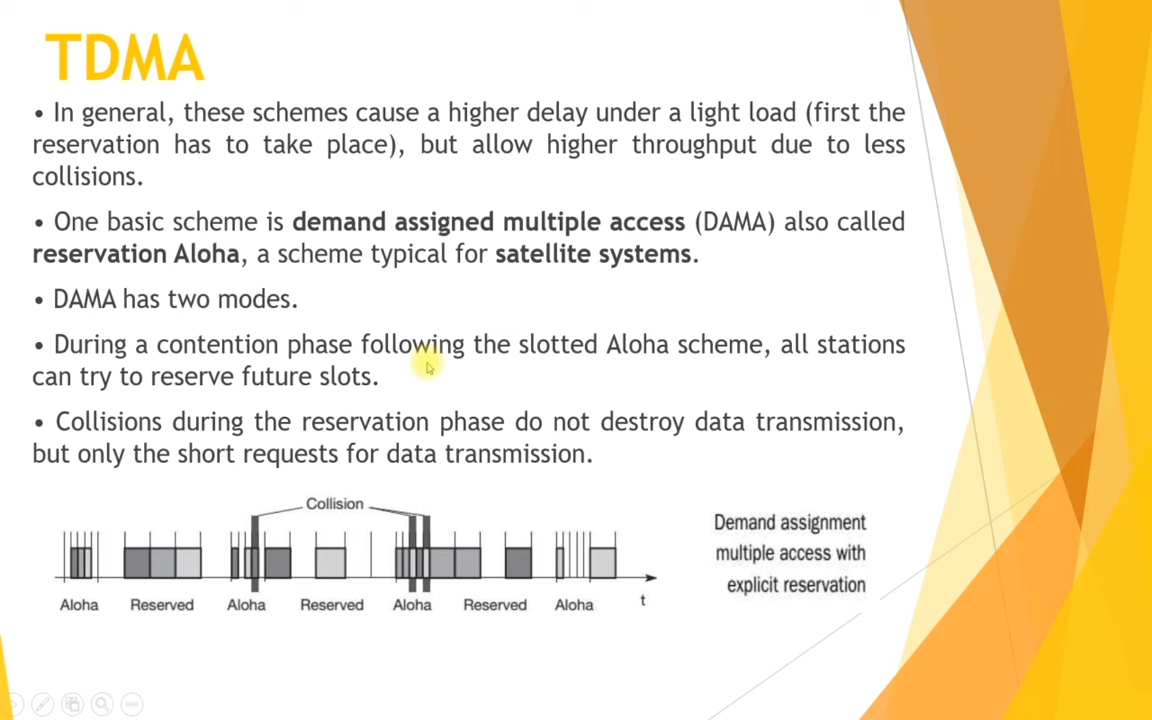 TDMA
• In general, these schemes cause a higher delay under a light load (first the
reservation has to take place), but allow higher throughput due to less
collisions.
• One basic scheme is demand assigned multiple access (DAMA) also called
reservation Aloha, a scheme typical for satellite systems.
• DAMA has two modes.
• During a contention phase following the slotted Aloha scheme, all stations
can try to reserve future slots.
• Collisions during the reservation phase do not destroy data transmission,
but only the short requests for data transmission.
Collision
Aloha Reserved Aloha Reserved Aloha Reserved Aloha t
Demand assignment
multiple access with
explicit reservation